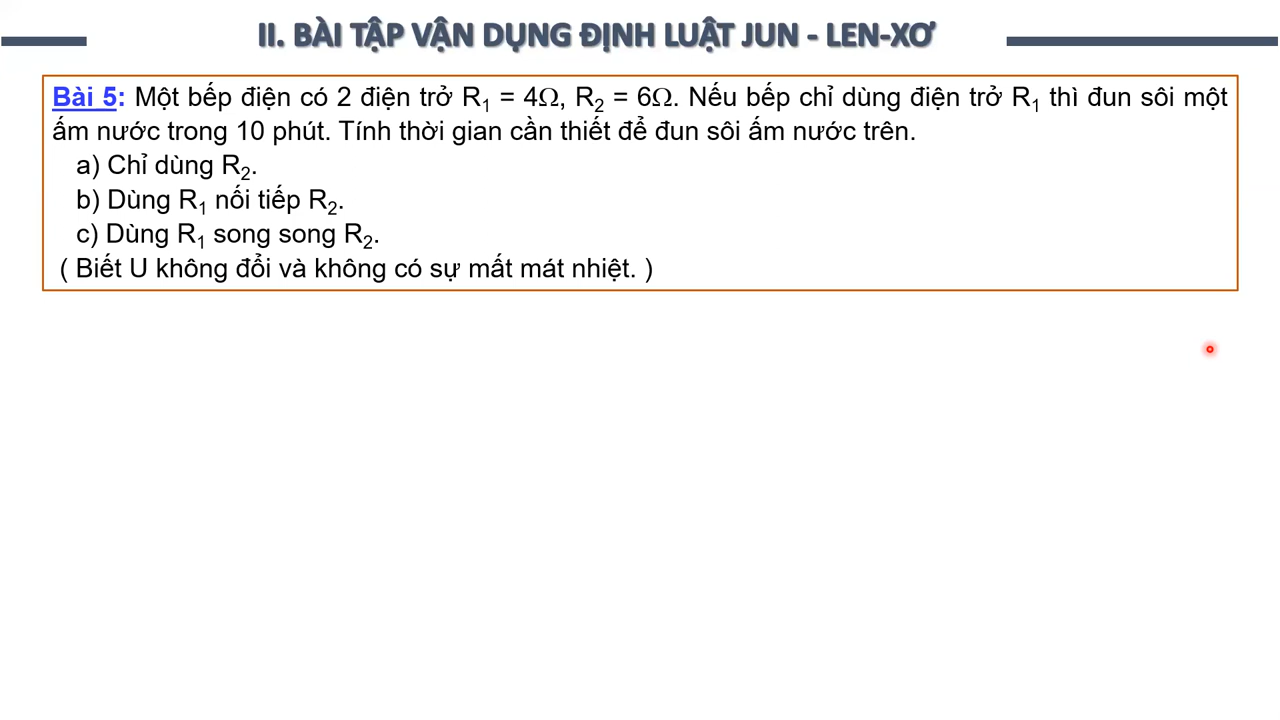 II. BÀI TẬP VẬN DỤNG ĐỊNH LUẬT JUN - LEN-XƠ
Bài 5: Một bếp điện có 2 điện trở R₁ = 4Ω, R₂ = 6Ω. Nếu bếp chỉ dùng điện trở R₁ thì đun sôi một
ấm nước trong 10 phút. Tính thời gian cần thiết để đun sôi ấm nước trên.
a) Chỉ dùng R₂.
b) Dùng R₁ nối tiếp R₂.
c) Dùng R₁ song song R₂.
( Biết U không đổi và không có sự mất mát nhiệt. )